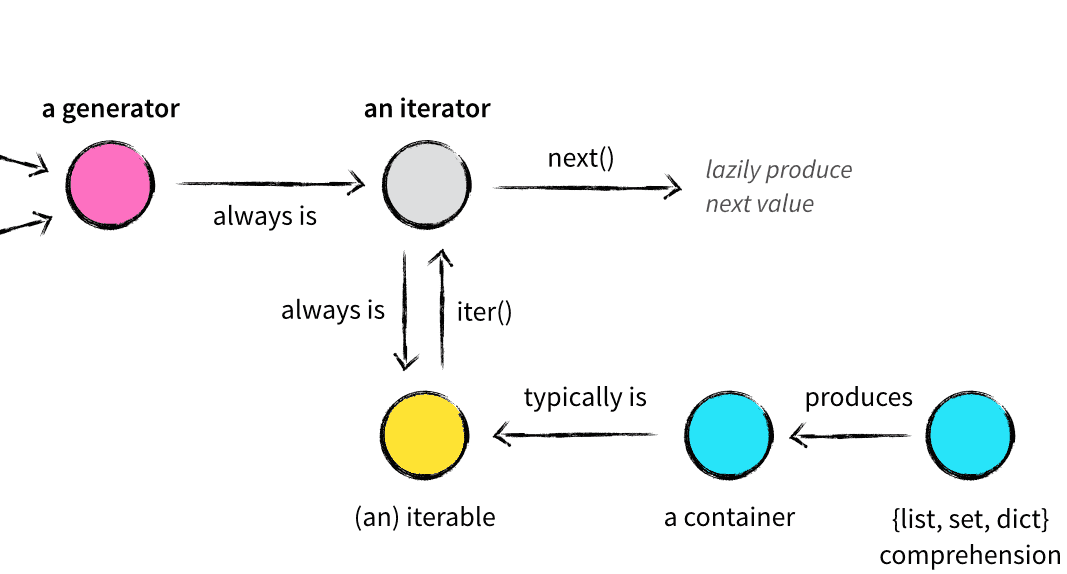 a generator
an iterator
next()
lazily produce
next value
always is
always is
iter()
typically is
produces
(an) iterable
a container
{list, set, dict}
comprehension